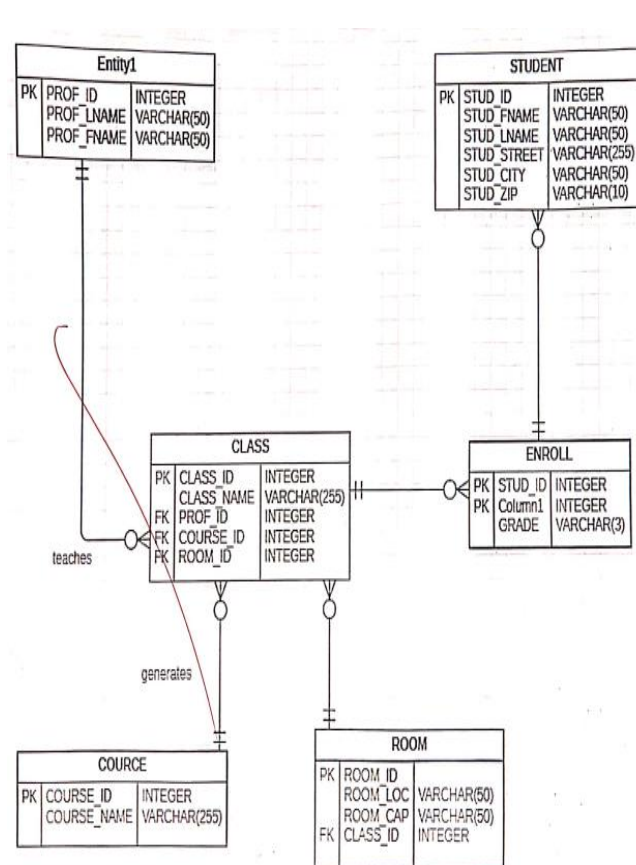 Entity1
PK PROF_ID INTEGER
PROF_LNAME VARCHAR(50)
PROF_FNAME VARCHAR(50)
STUDENT
PK STUD_ID INTEGER
STUD_FNAME VARCHAR(50)
STUD_LNAME VARCHAR(50)
STUD_STREET VARCHAR(255)
STUD_CITY VARCHAR(50)
STUD_ZIP VARCHAR(10)
CLASS
PK CLASS_ID INTEGER
CLASS_NAME VARCHAR(255)
FK PROF_ID INTEGER
FK COURSE_ID INTEGER
FK ROOM_ID INTEGER
ENROLL
PK STUD_ID INTEGER
PK Column1 INTEGER
GRADE VARCHAR(3)
teaches
generates
COURCE
PK COURSE_ID INTEGER
COURSE_NAME VARCHAR(255)
ROOM
PK ROOM_ID
ROOM_LOC VARCHAR(50)
ROOM_CAP VARCHAR(50)
FK CLASS_ID INTEGER